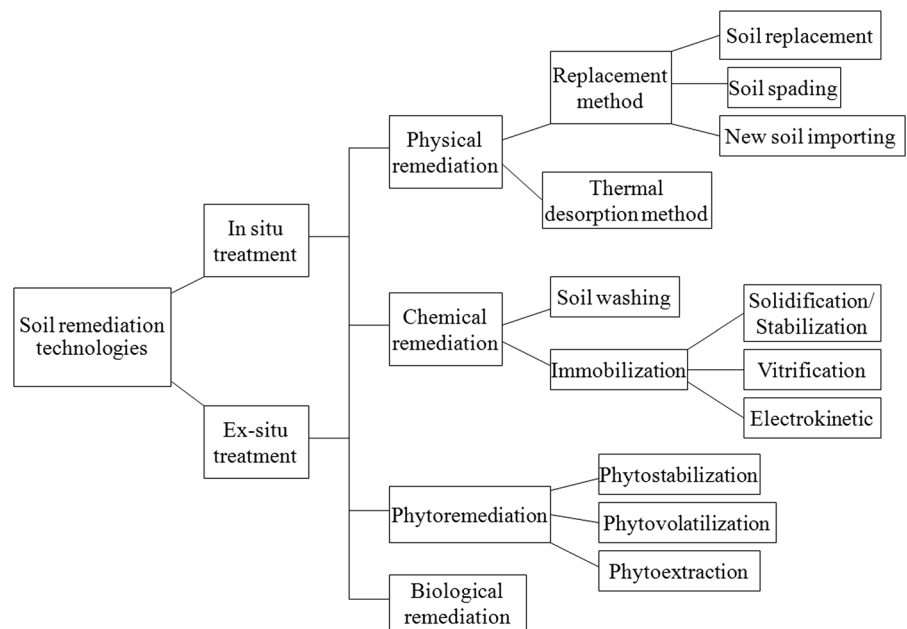 Soil remediation
technologies
In situ
treatment
Ex-situ
treatment
Physical
remediation
Replacement
method
Soil replacement
Soil spading
New soil importing
Thermal
desorption method
Chemical
remediation
Soil washing
Immobilization
Solidification/
Stabilization
Vitrification
Electrokinetic
Phytoremediation
Phytostabilization
Phytovolatilization
Phytoextraction
Biological
remediation